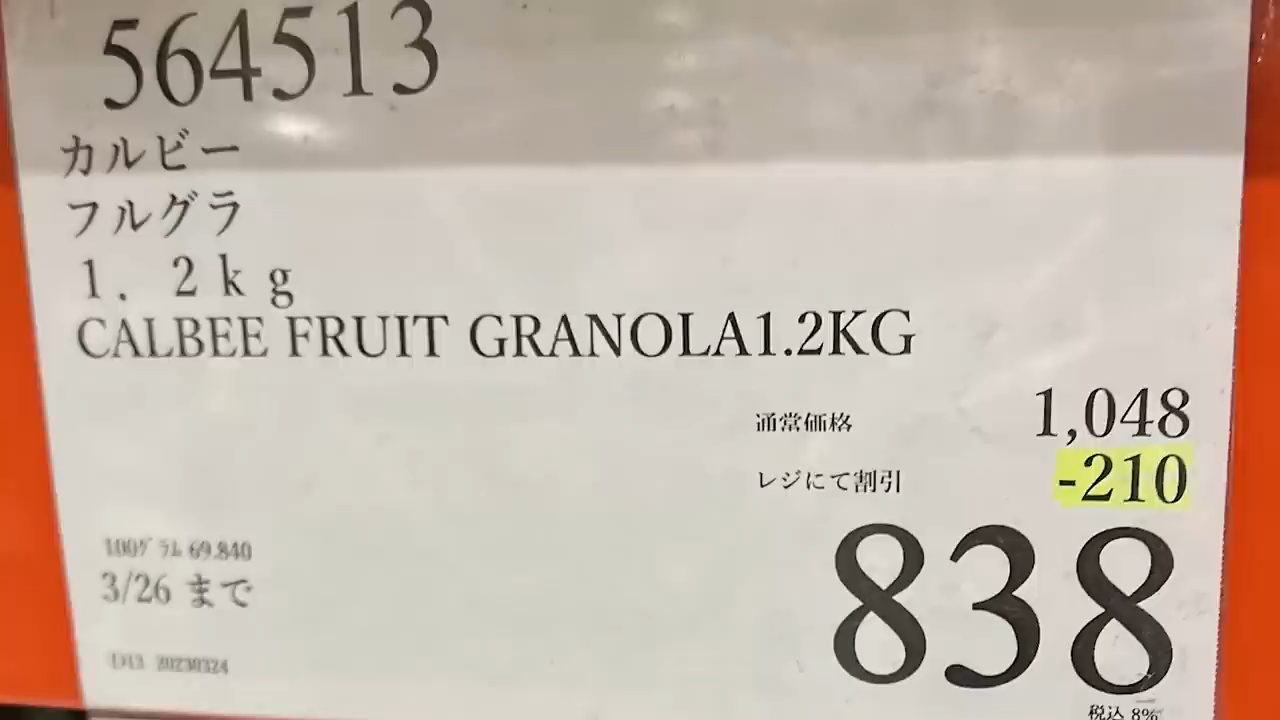 564513
カルビー
フルグラ
1. 2kg
CALBEE FRUIT GRANOLA1.2KG
通常価格 1,048
レジにて割引 -210
838
100グラム 69.840
3/26 まで
20230324
税込 8%